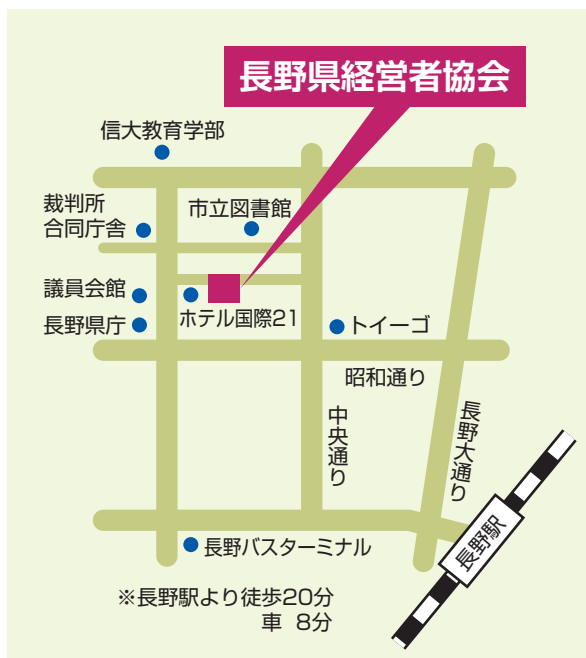 長野県経営者協会
信大教育学部
裁判所
合同庁舎
市立図書館
議員会館
長野県庁
ホテル国際21
トイーゴ
昭和通り
中央通り
長野大通り
長野駅
長野バスターミナル
※長野駅より徒歩20分
車 8分